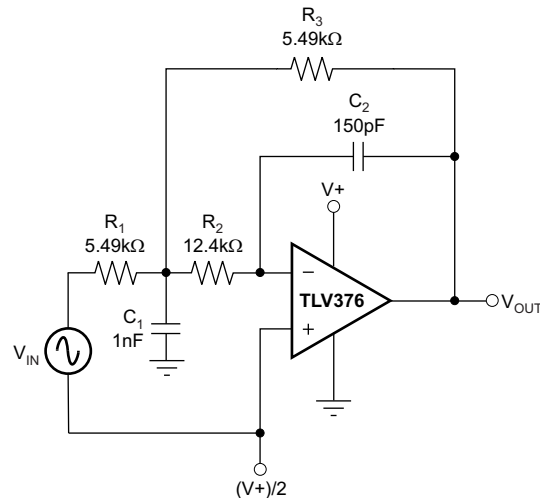 R3
5.49kΩ
C2
150pF
V+
R1
5.49kΩ
R2
12.4kΩ
−
TLV376
+
C1
1nF
VIN
VOUT
(V+)/2